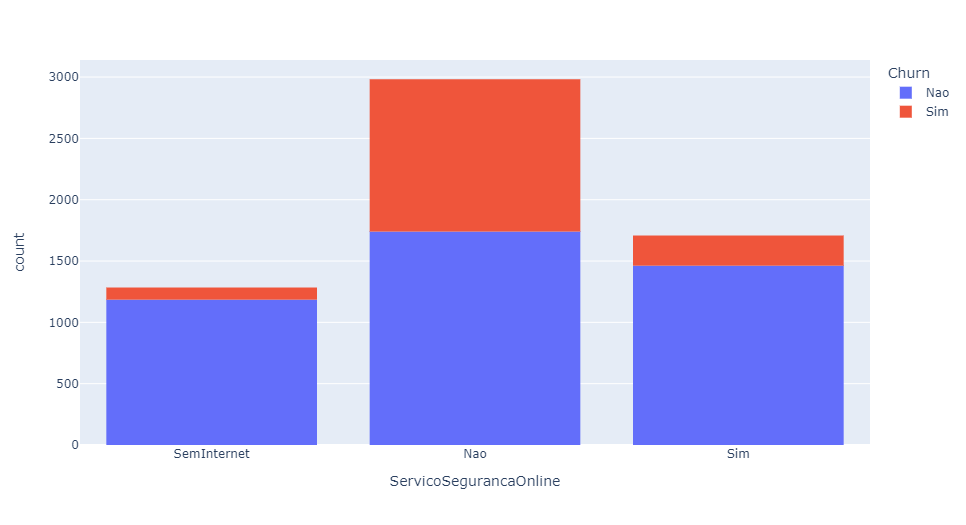 Churn
Nao
Sim
count
3000
2500
2000
1500
1000
500
0
SemInternet
Nao
Sim
ServicoSegurancaOnline